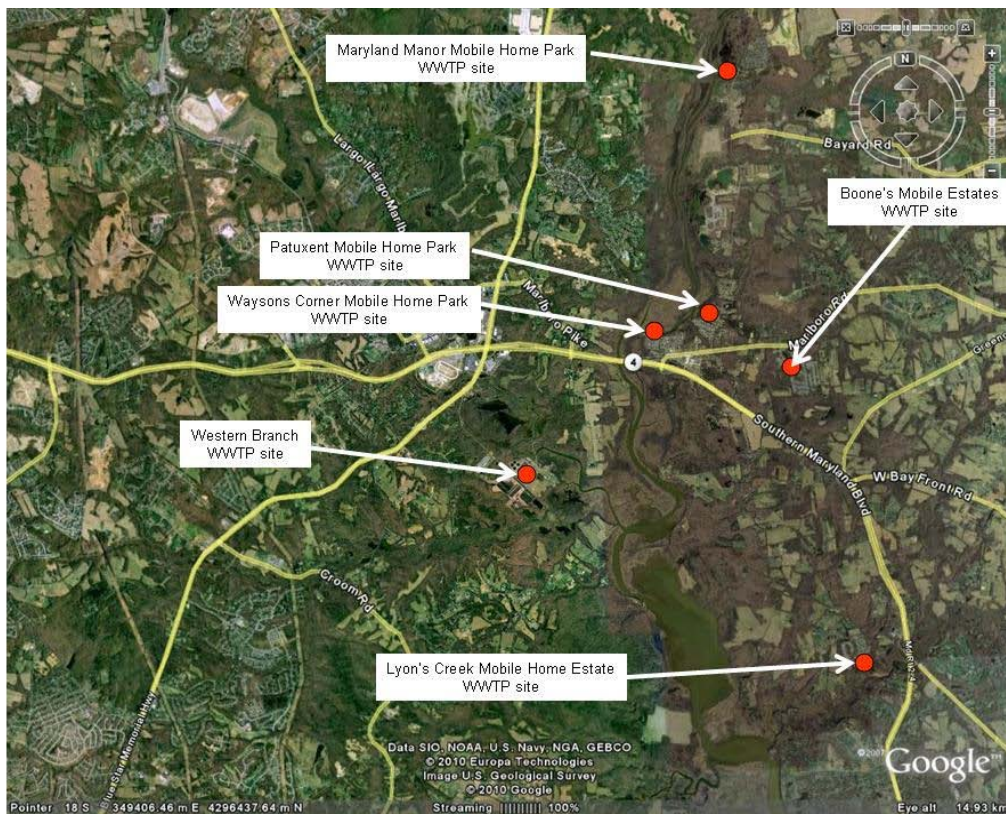 Maryland Manor Mobile Home Park
WWTP site
N
Bayard Rd
Boone's Mobile Estates
WWTP site
Patuxent Mobile Home Park
WWTP site
Waysons Corner Mobile Home Park
WWTP site
Marlboro Pike
Marlboro Rd
4
Western Branch
WWTP site
Southern Maryland Blvd
W Bay Front Rd
Croom Rd
Lyon's Creek Mobile Home Estate
WWTP site
Data SIO, NOAA, U.S. Navy, NGA, GEBCO
© 2010 Europa Technologies
Image U.S. Geological Survey
© 2010 Google
© 2007
Google™
Pointer 18 S 349406.46 m E 4296437.64 m N
Streaming 100%
Eye alt 14.93 km